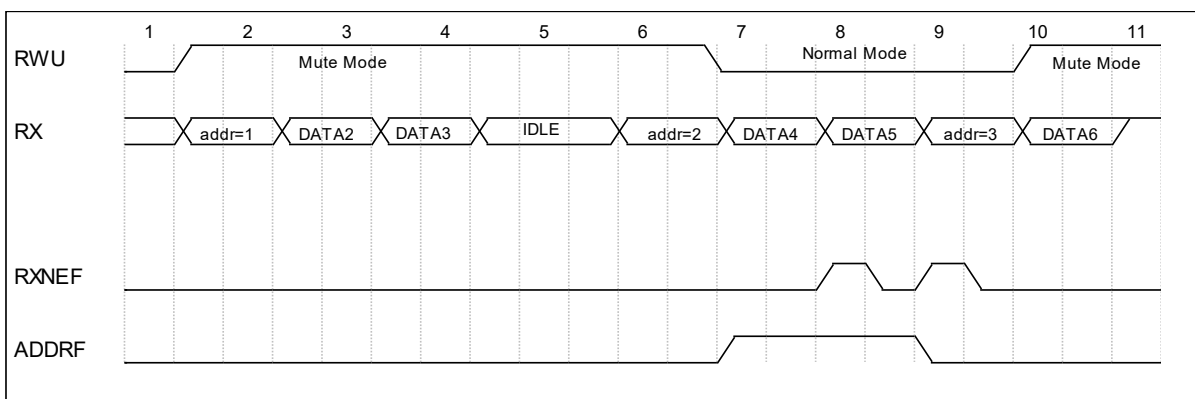 1 2 3 4 5 6 7 8 9 10 11
RWU Mute Mode Normal Mode Mute Mode
RX addr=1 DATA2 DATA3 IDLE addr=2 DATA4 DATA5 addr=3 DATA6
RXNEF
ADDRF